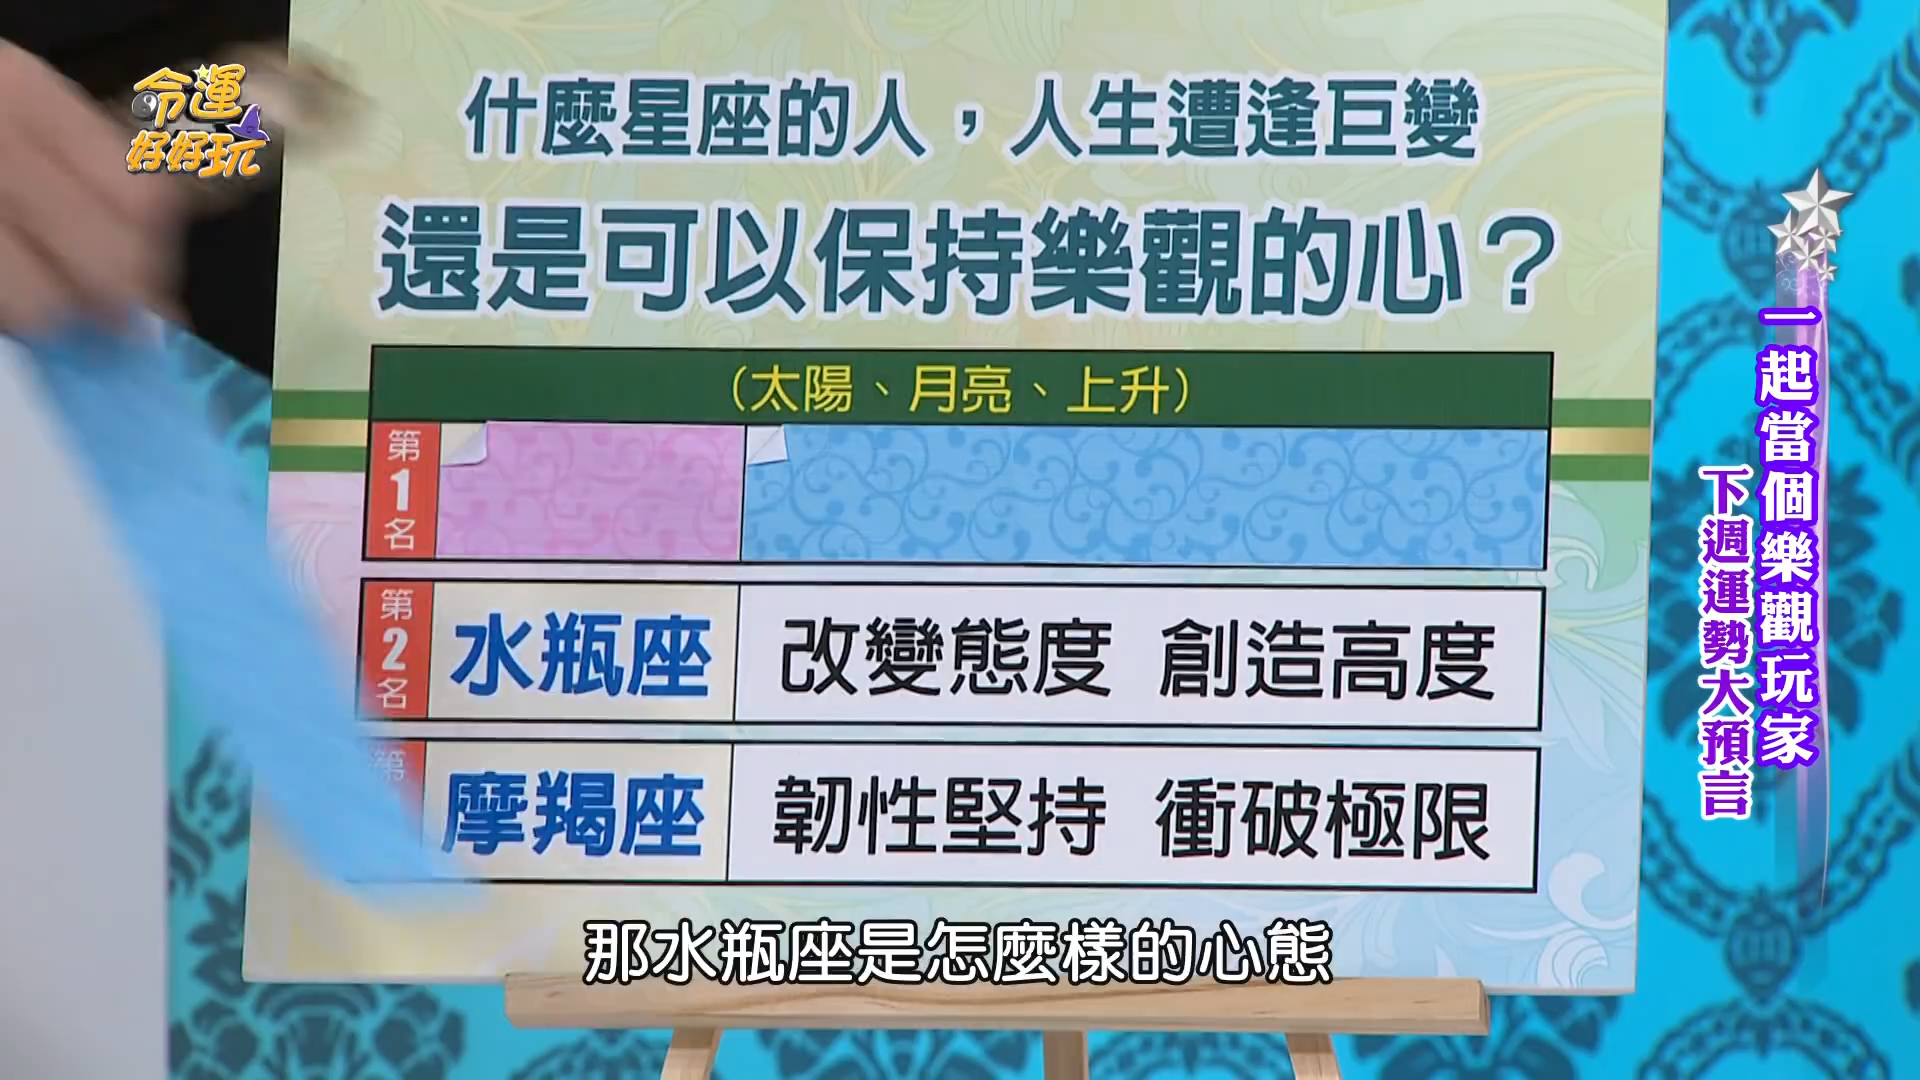 命運
好好玩
什麼星座的人，人生遭逢巨變
還是可以保持樂觀的心？
（太陽、月亮、上升）
第1名
第2名 水瓶座 改變態度 創造高度
第 摩羯座 韌性堅持 衝破極限
一起當個樂觀玩家
下週運勢大預言
那水瓶座是怎麼樣的心態